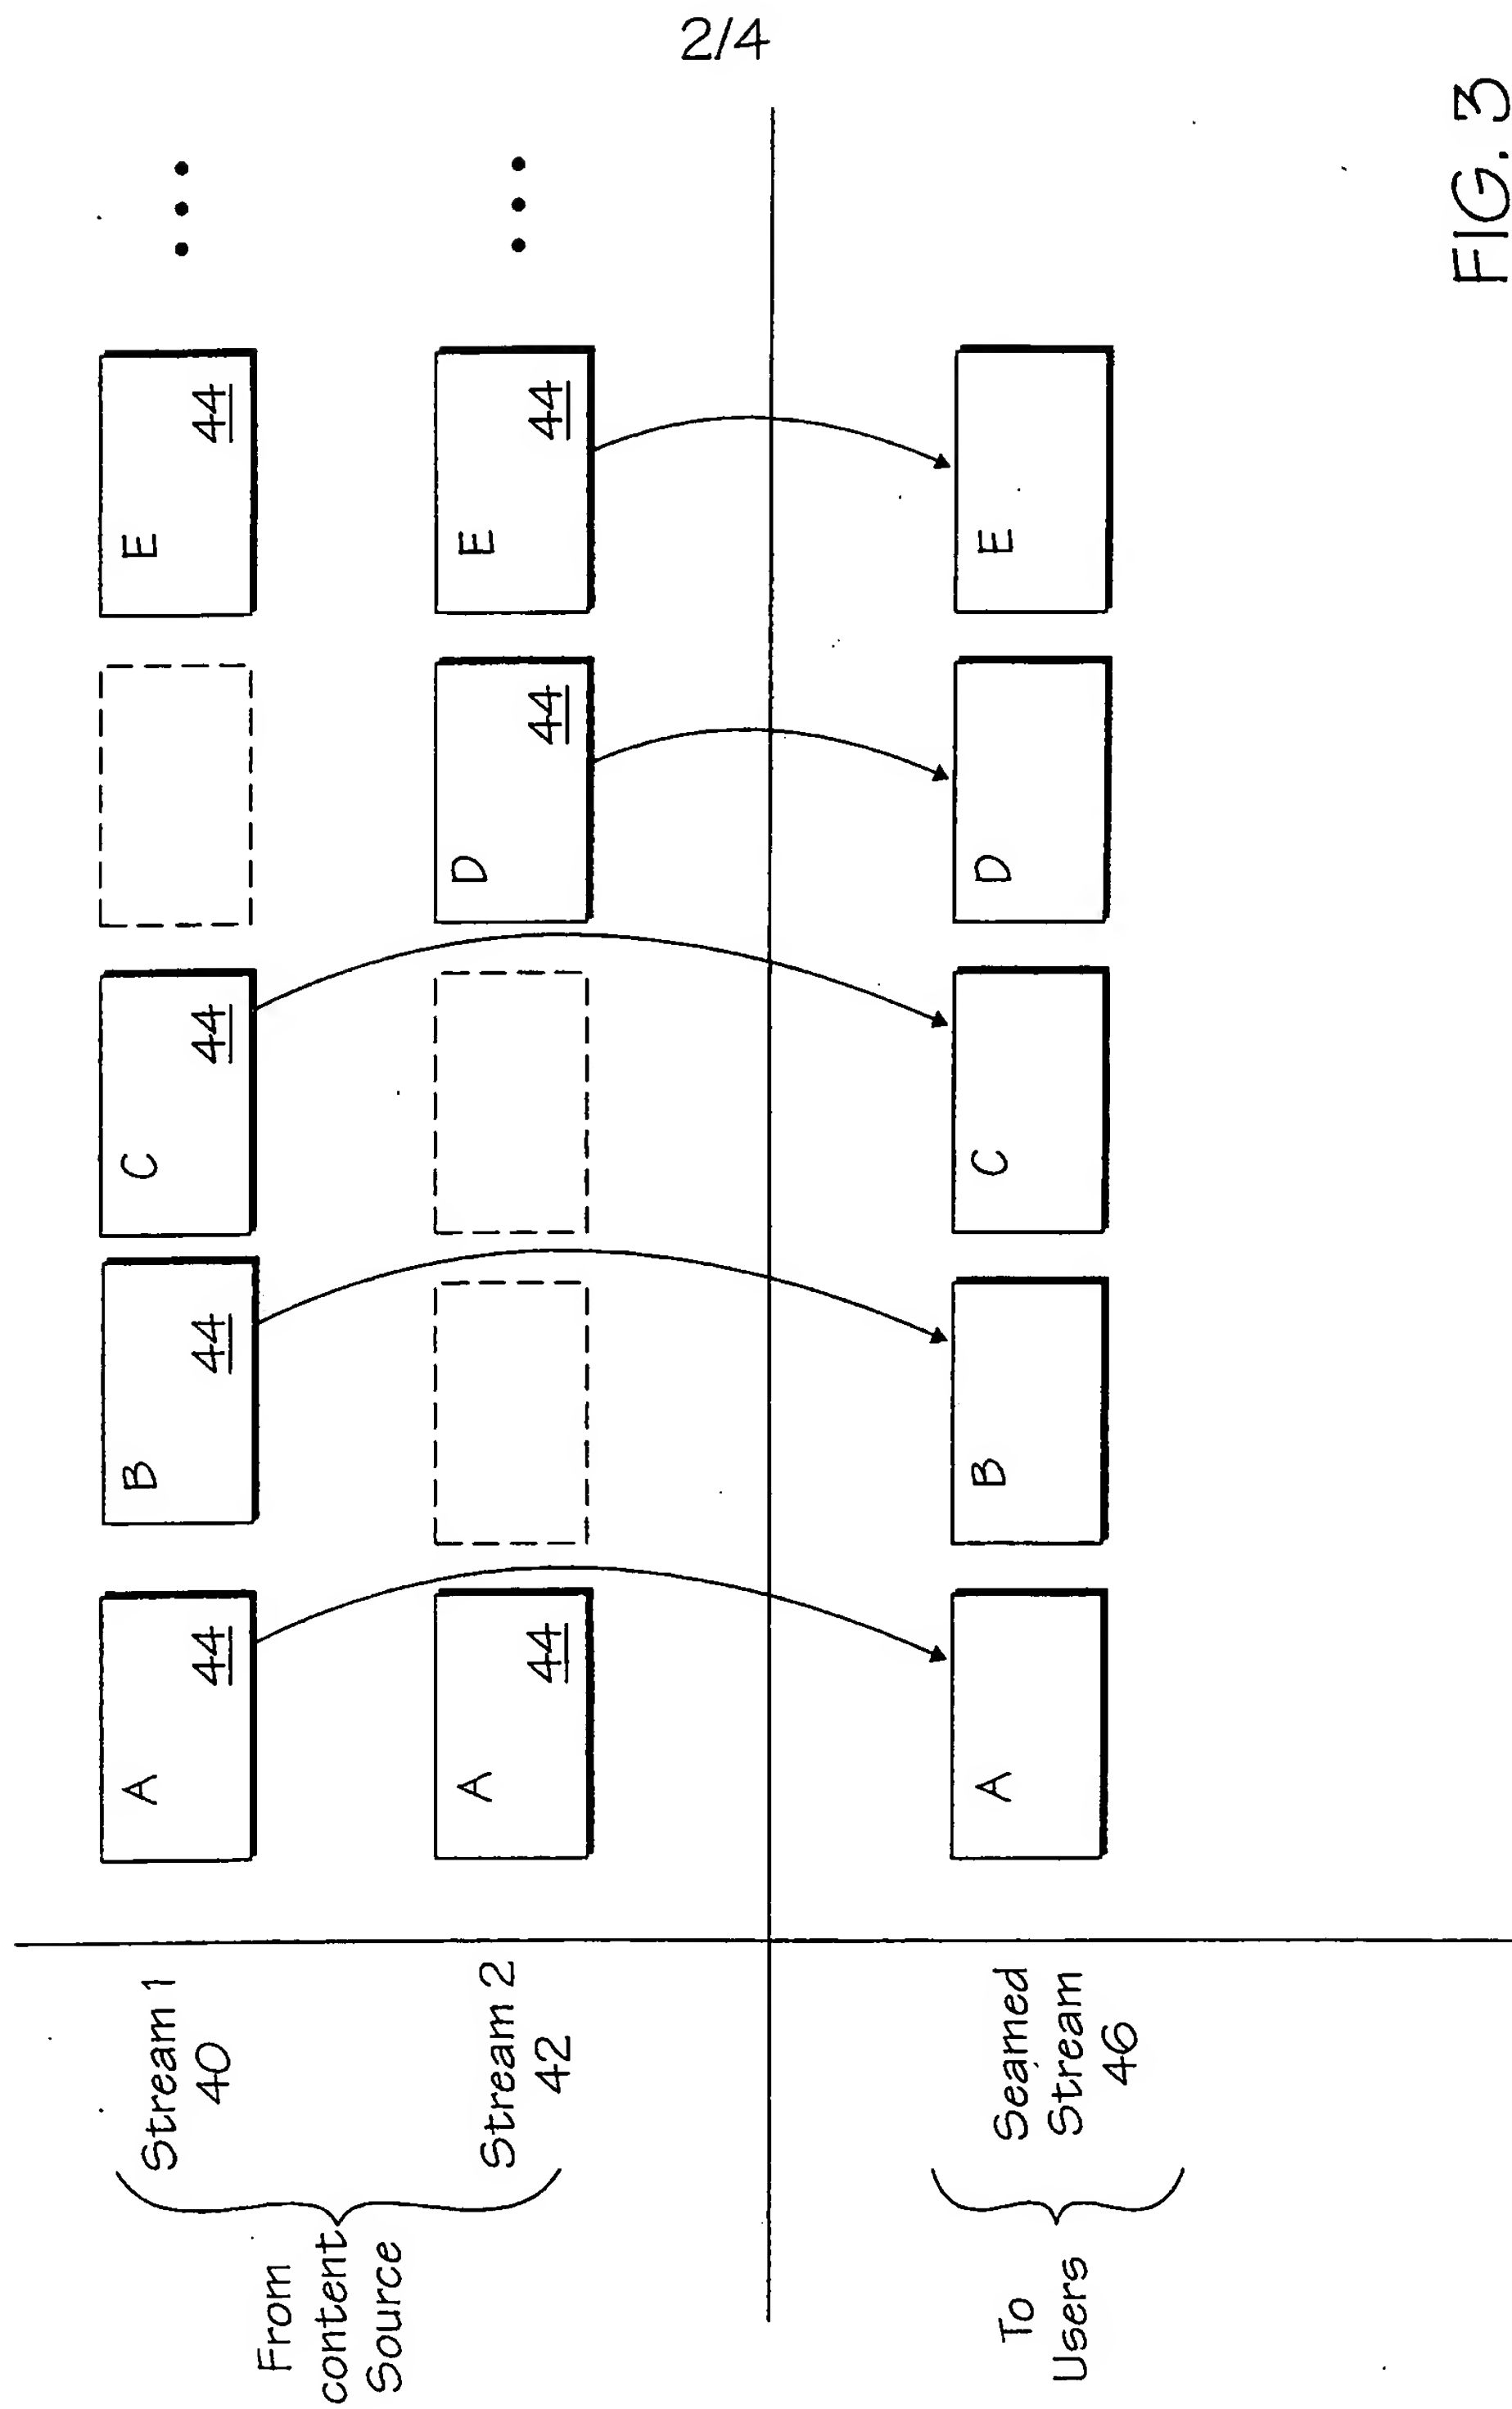 2/4
From
content
Source
Stream 1
40
A
44
B
44
C
44
E
44
Stream 2
42
A
44
D
44
E
44
To
Users
Seamed
Stream
46
A
B
C
D
E
FIG. 3